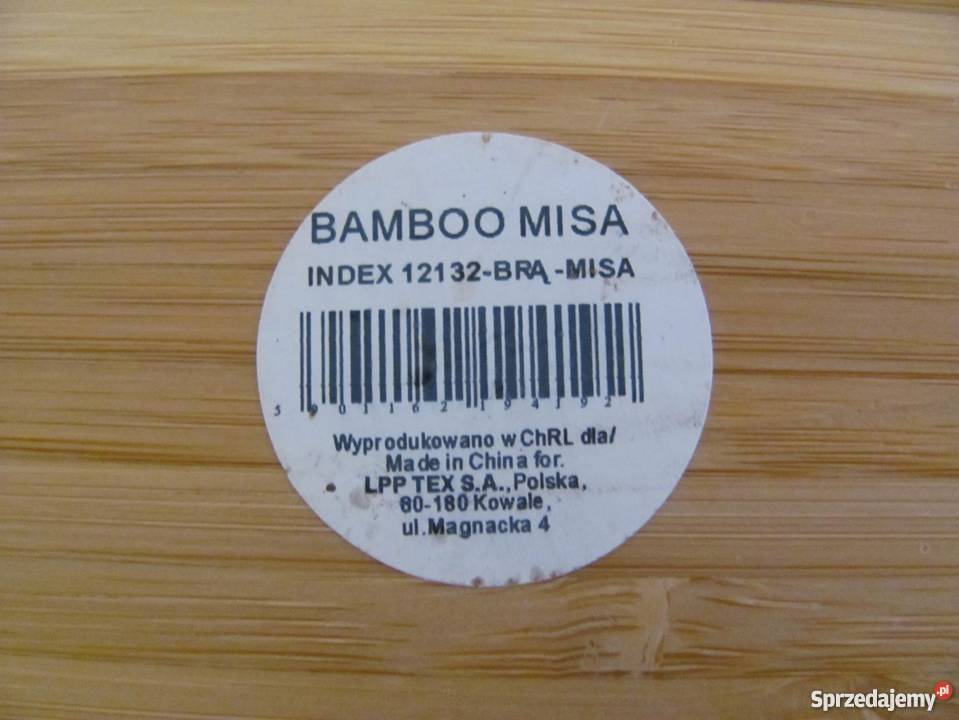 BAMBOO MISA
INDEX 12132-BRĄ-MISA
5 901162 194192
Wyprodukowano w ChRL dla/
Made in China for.
LPP TEX S.A., Polska,
80-180 Kowale,
ul.Magnacka 4
Sprzedajemy.pl